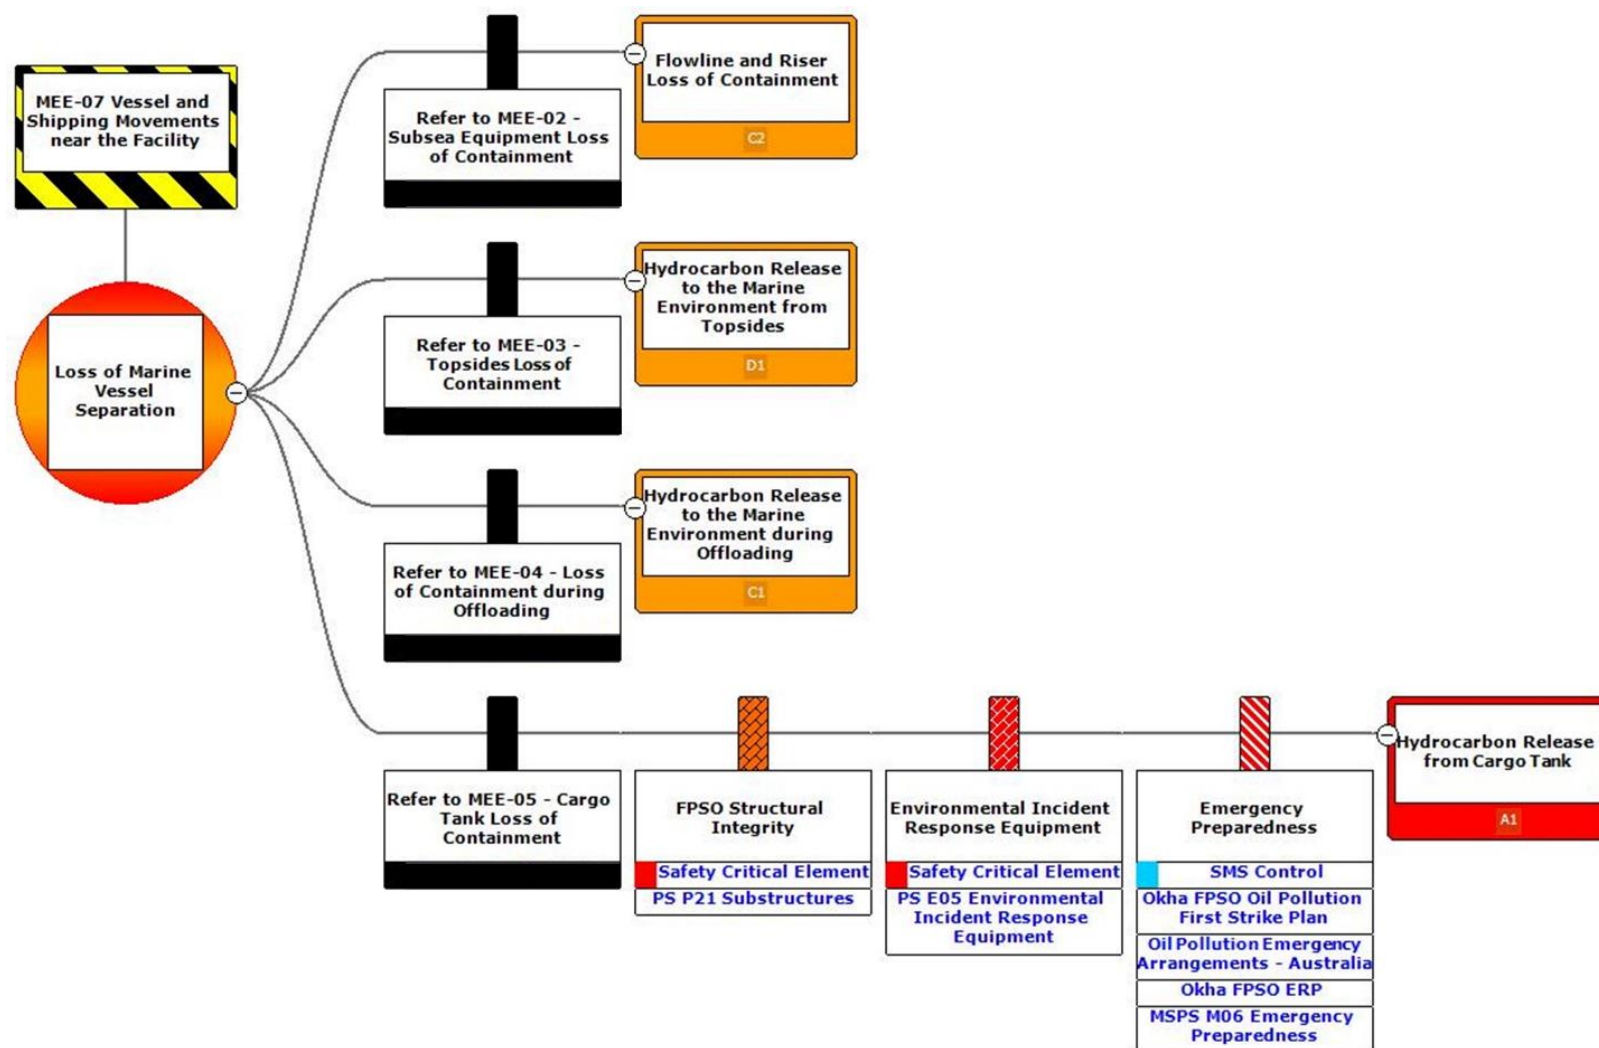 MEE-07 Vessel and
Shipping Movements
near the Facility
Loss of Marine
Vessel
Separation
Refer to MEE-02 -
Subsea Equipment Loss
of Containment
Flowline and Riser
Loss of Containment
C2
Refer to MEE-03 -
Topsides Loss of
Containment
Hydrocarbon Release
to the Marine
Environment from
Topsides
D1
Refer to MEE-04 - Loss
of Containment during
Offloading
Hydrocarbon Release
to the Marine
Environment during
Offloading
C1
Refer to MEE-05 - Cargo
Tank Loss of
Containment
FPSO Structural
Integrity
Safety Critical Element
PS P21 Substructures
Environmental Incident
Response Equipment
Safety Critical Element
PS E05 Environmental
Incident Response
Equipment
Emergency
Preparedness
SMS Control
Okha FPSO Oil Pollution
First Strike Plan
Oil Pollution Emergency
Arrangements - Australia
Okha FPSO ERP
MSPS M06 Emergency
Preparedness
Hydrocarbon Release
from Cargo Tank
A1